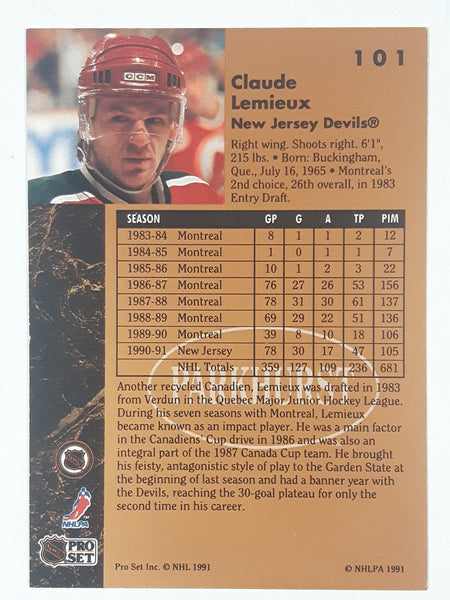 101
CCM
Claude
Lemieux
New Jersey Devils®
Right wing. Shoots right. 6'1",
215 lbs. • Born: Buckingham,
Que., July 16, 1965 • Montreal's
2nd choice, 26th overall, in 1983
Entry Draft.
SEASON GP G A TP PIM
1983-84 Montreal 8 1 1 2 12
1984-85 Montreal 1 0 1 1 7
1985-86 Montreal 10 1 2 3 22
1986-87 Montreal 76 27 26 53 156
1987-88 Montreal 78 31 30 61 137
1988-89 Montreal 69 29 22 51 136
1989-90 Montreal 39 8 10 18 106
1990-91 New Jersey 78 30 17 47 105
NHL Totals 359 127 109 236 681
PARKHURST
Another recycled Canadien, Lemieux was drafted in 1983
from Verdun in the Quebec Major Junior Hockey League.
During his seven seasons with Montreal, Lemieux
became known as an impact player. He was a main factor
in the Canadiens' Cup drive in 1986 and was also an
integral part of the 1987 Canada Cup team. He brought
his feisty, antagonistic style of play to the Garden State at
the beginning of last season and had a banner year with
the Devils, reaching the 30-goal plateau for only the
second time in his career.
NHL
NHLPA
NHL PRO
SET
Pro Set Inc. © NHL 1991 © NHLPA 1991